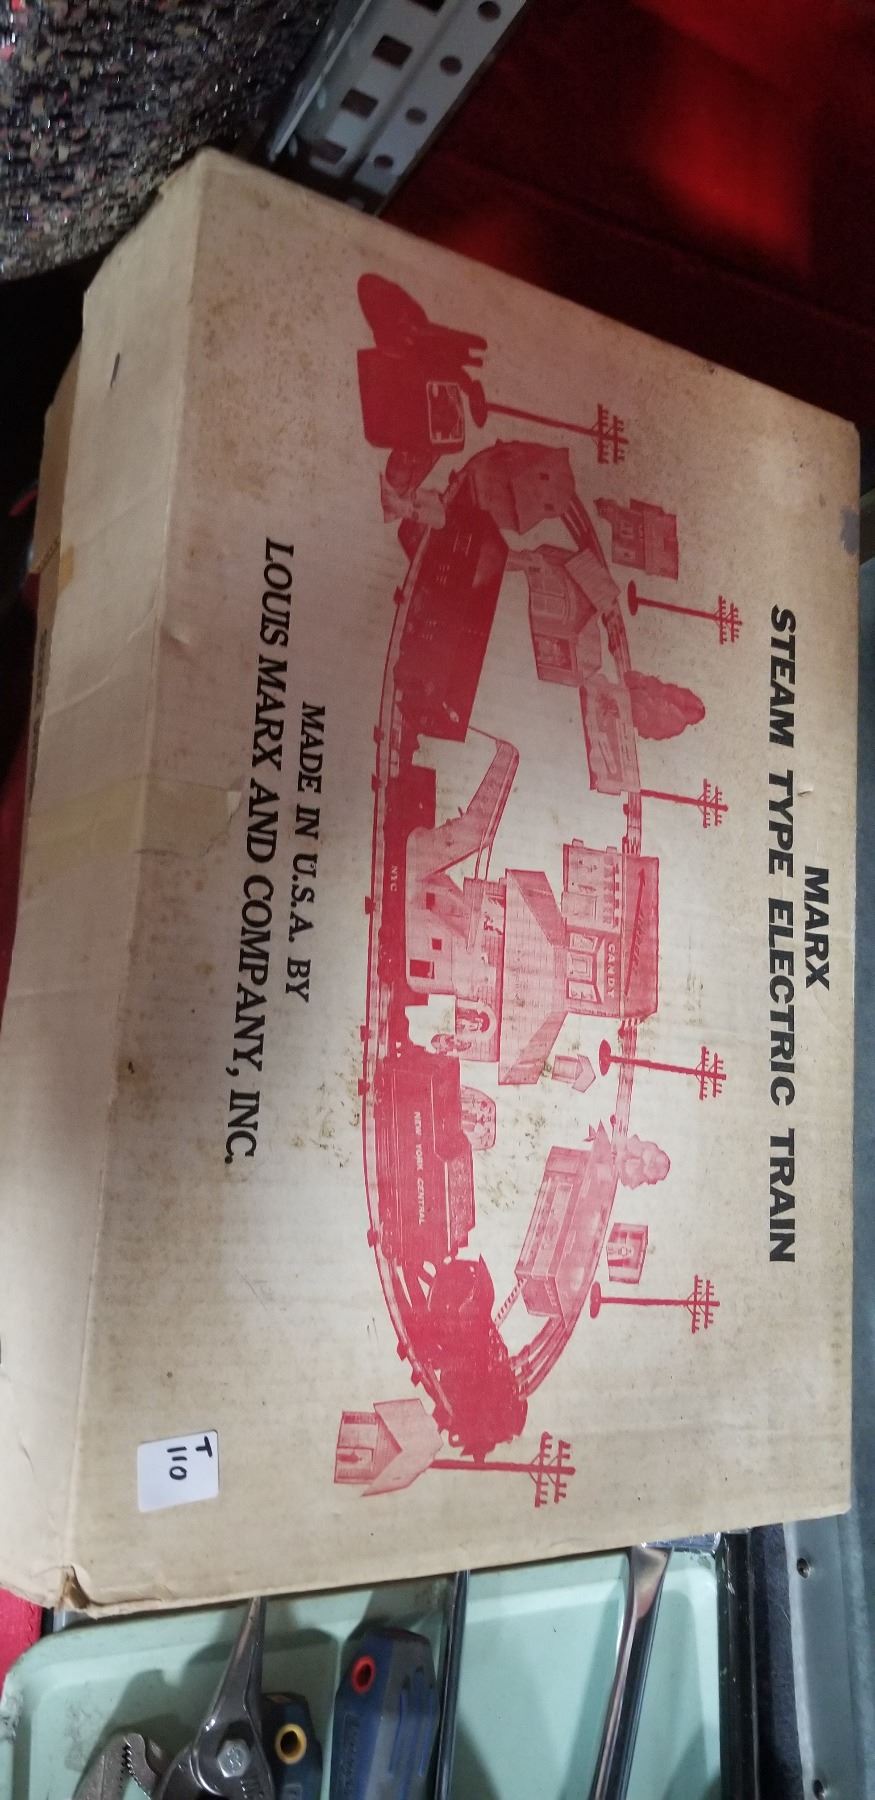 MARX
STEAM TYPE ELECTRIC TRAIN
BARBER
CANDY
NYC
NEW YORK CENTRAL
MADE IN U.S.A. BY
LOUIS MARX AND COMPANY, INC.
T
110